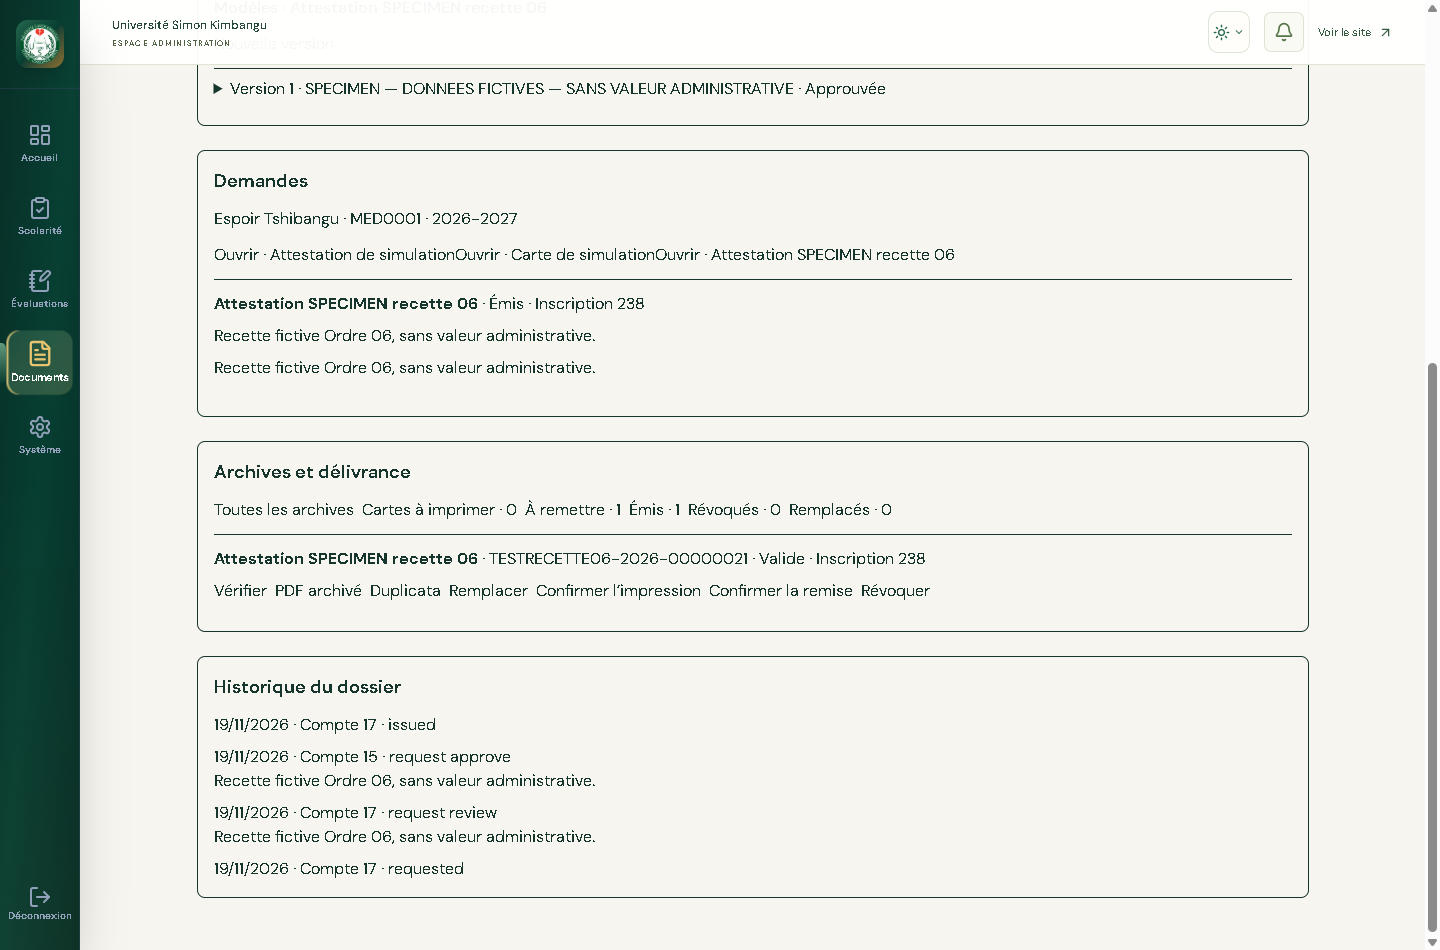 Modèles · Attestation SPECIMEN recette 06
Université Simon Kimbangu
ESPACE ADMINISTRATION
Nouvelle version
Voir le site
Accueil
Scolarité
Évaluations
Documents
Système
Déconnexion
▶ Version 1 · SPECIMEN — DONNEES FICTIVES — SANS VALEUR ADMINISTRATIVE · Approuvée
Demandes
Espoir Tshibangu · MED0001 · 2026-2027
Ouvrir · Attestation de simulationOuvrir · Carte de simulationOuvrir · Attestation SPECIMEN recette 06
Attestation SPECIMEN recette 06 · Émis · Inscription 238
Recette fictive Ordre 06, sans valeur administrative.
Recette fictive Ordre 06, sans valeur administrative.
Archives et délivrance
Toutes les archives Cartes à imprimer · 0 À remettre · 1 Émis · 1 Révoqués · 0 Remplacés · 0
Attestation SPECIMEN recette 06 · TESTRECETTE06-2026-00000021 · Valide · Inscription 238
Vérifier PDF archivé Duplicata Remplacer Confirmer l’impression Confirmer la remise Révoquer
Historique du dossier
19/11/2026 · Compte 17 · issued
19/11/2026 · Compte 15 · request approve
Recette fictive Ordre 06, sans valeur administrative.
19/11/2026 · Compte 17 · request review
Recette fictive Ordre 06, sans valeur administrative.
19/11/2026 · Compte 17 · requested